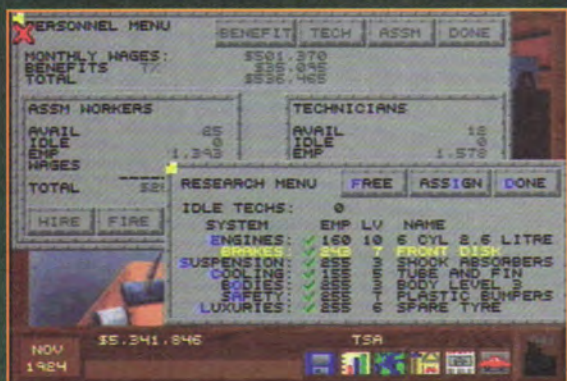 PERSONNEL MENU
BENEFIT TECH ASSM DONE
MONTHLY WAGES: $501,370
BENEFITS 7% $35,095
TOTAL $536,465
ASSM WORKERS
AVAIL 25
IDLE 0
EMP 1,343
WAGES
TOTAL
HIRE FIRE
TECHNICIANS
AVAIL 18
IDLE 0
EMP 1,578
RESEARCH MENU FREE ASSIGN DONE
IDLE TECHS: 0
SYSTEM EMP LV NAME
ENGINES: 160 10 6 CYL 8.6 LITRE
BRAKES: 243 7 FRONT DISK
SUSPENSION: 255 5 SHOCK ABSORBERS
COOLING: 155 6 TUBE AND FIN
BODIES: 255 3 BODY LEVEL 3
SAFETY: 255 7 PLASTIC BUMPERS
LUXURIES: 255 6 SPARE TYRE
NOV
1924
$5,341,846
TSA